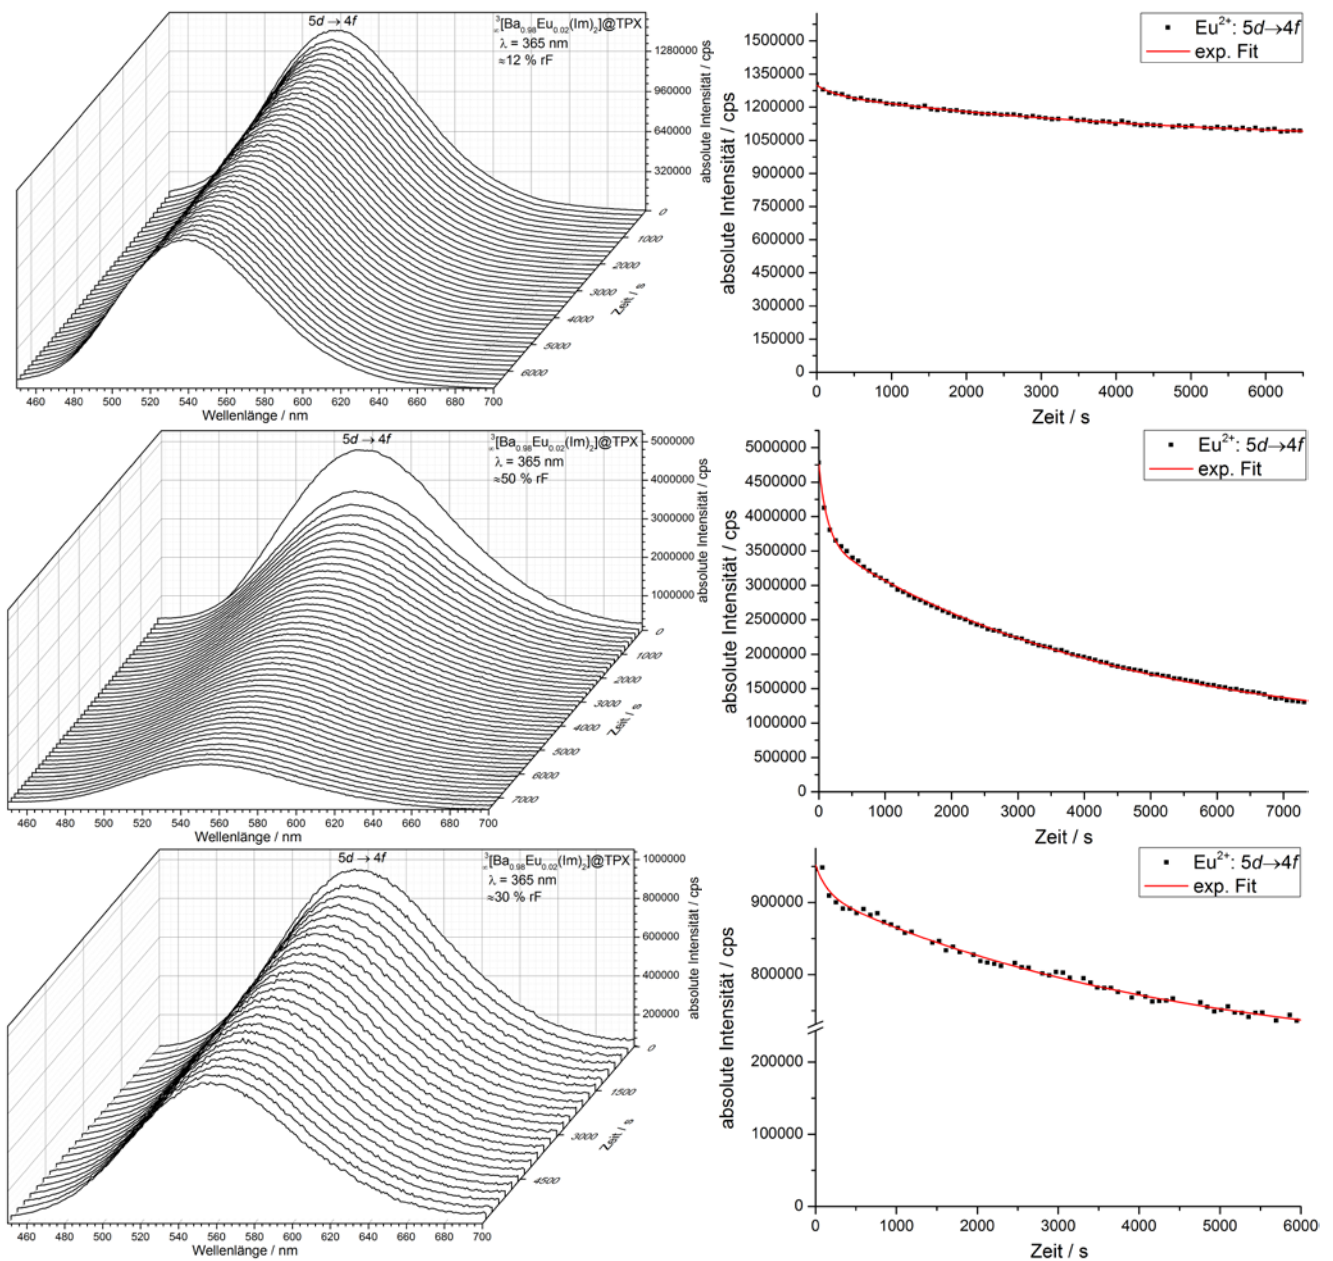 5d → 4f
³∞[Ba0.98Eu0.02(Im)2]@TPX
λ = 365 nm
≈12 % rF
1280000
960000
640000
320000
absolute Intensität / cps
0
1000
2000
3000
4000
5000
6000
Zeit / s
460 480 500 520 540 560 580 600 620 640 660 680 700
Wellenlänge / nm
Eu²⁺: 5d→4f
exp. Fit
1500000
1350000
1200000
1050000
900000
750000
600000
450000
300000
150000
0
absolute Intensität / cps
0 1000 2000 3000 4000 5000 6000
Zeit / s
5d → 4f
³∞[Ba0.98Eu0.02(Im)2]@TPX
λ = 365 nm
≈50 % rF
5000000
4000000
3000000
2000000
1000000
absolute Intensität / cps
0
1000
2000
3000
4000
5000
6000
7000
Zeit / s
460 480 500 520 540 560 580 600 620 640 660 680 700
Wellenlänge / nm
Eu²⁺: 5d→4f
exp. Fit
5000000
4500000
4000000
3500000
3000000
2500000
2000000
1500000
1000000
500000
0
absolute Intensität / cps
0 1000 2000 3000 4000 5000 6000 7000
Zeit / s
5d → 4f
³∞[Ba0.98Eu0.02(Im)2]@TPX
λ = 365 nm
≈30 % rF
1000000
800000
600000
400000
200000
absolute Intensität / cps
0
1500
3000
4500
Zeit / s
460 480 500 520 540 560 580 600 620 640 660 680 700
Wellenlänge / nm
Eu²⁺: 5d→4f
exp. Fit
900000
800000
200000
100000
0
absolute Intensität / cps
0 1000 2000 3000 4000 5000 6000
Zeit / s